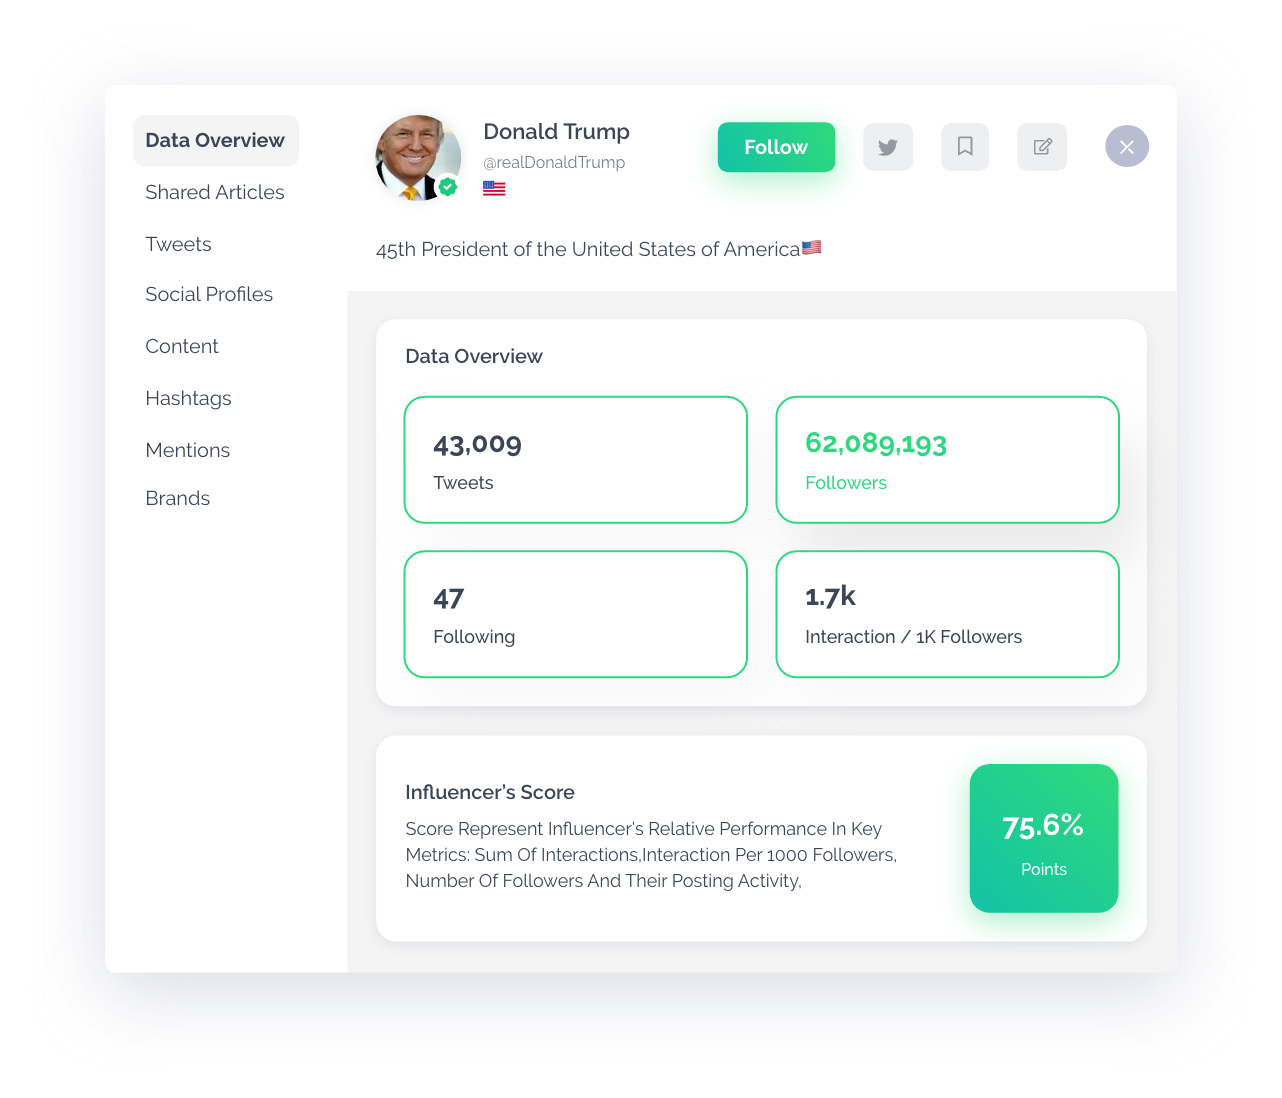 Data Overview
Shared Articles
Tweets
Social Profiles
Content
Hashtags
Mentions
Brands
Donald Trump
@realDonaldTrump
Follow
45th President of the United States of America🇺🇸
Data Overview
43,009
Tweets
62,089,193
Followers
47
Following
1.7k
Interaction / 1K Followers
Influencer's Score
Score Represent Influencer's Relative Performance In Key
Metrics: Sum Of Interactions,Interaction Per 1000 Followers,
Number Of Followers And Their Posting Activity,
75.6%
Points